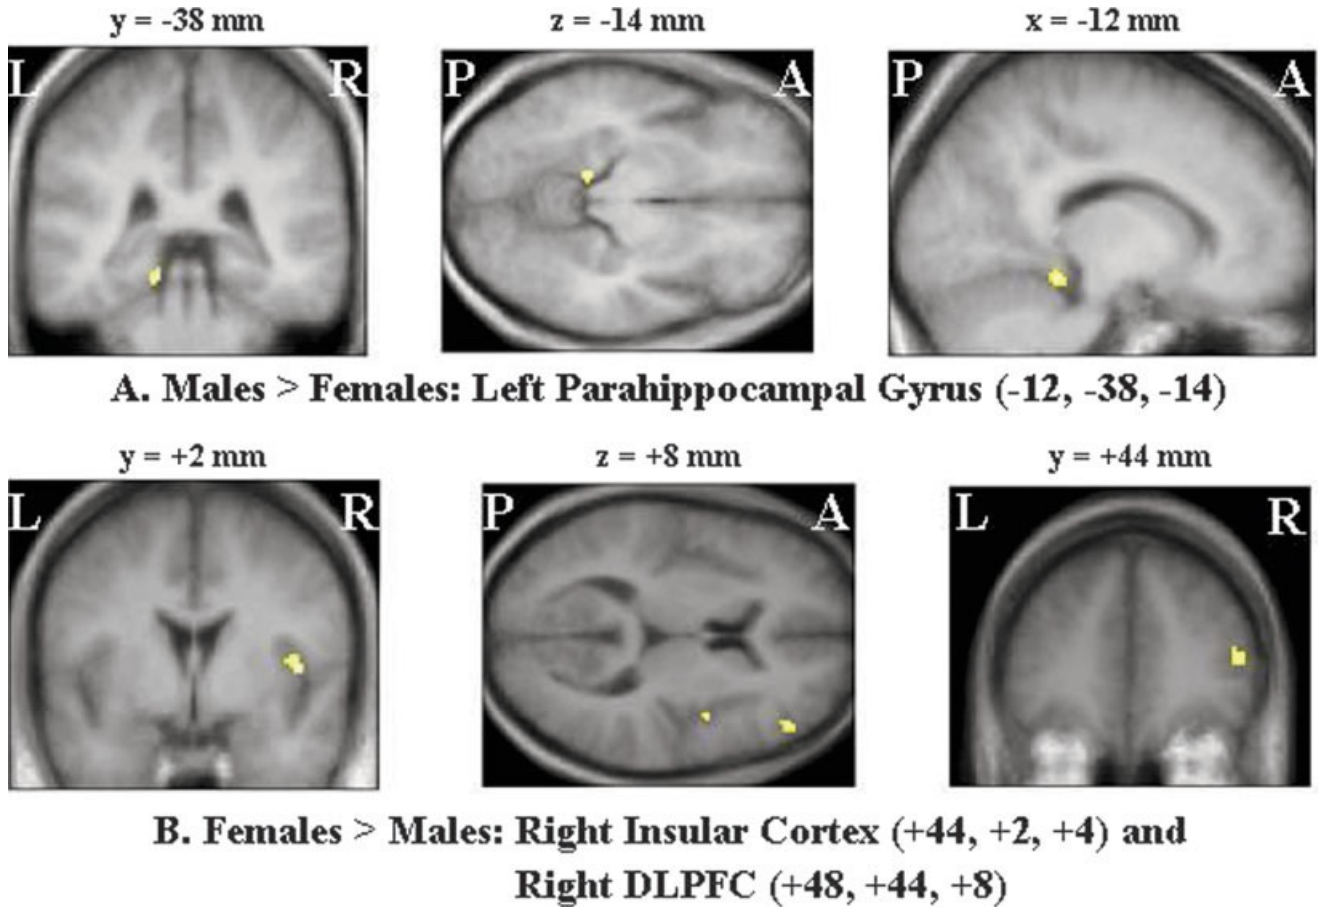 y = -38 mm
z = -14 mm
x = -12 mm
L R
P A
P A
A. Males > Females: Left Parahippocampal Gyrus (-12, -38, -14)
y = +2 mm
z = +8 mm
y = +44 mm
L R
P A
L R
B. Females > Males: Right Insular Cortex (+44, +2, +4) and
Right DLPFC (+48, +44, +8)